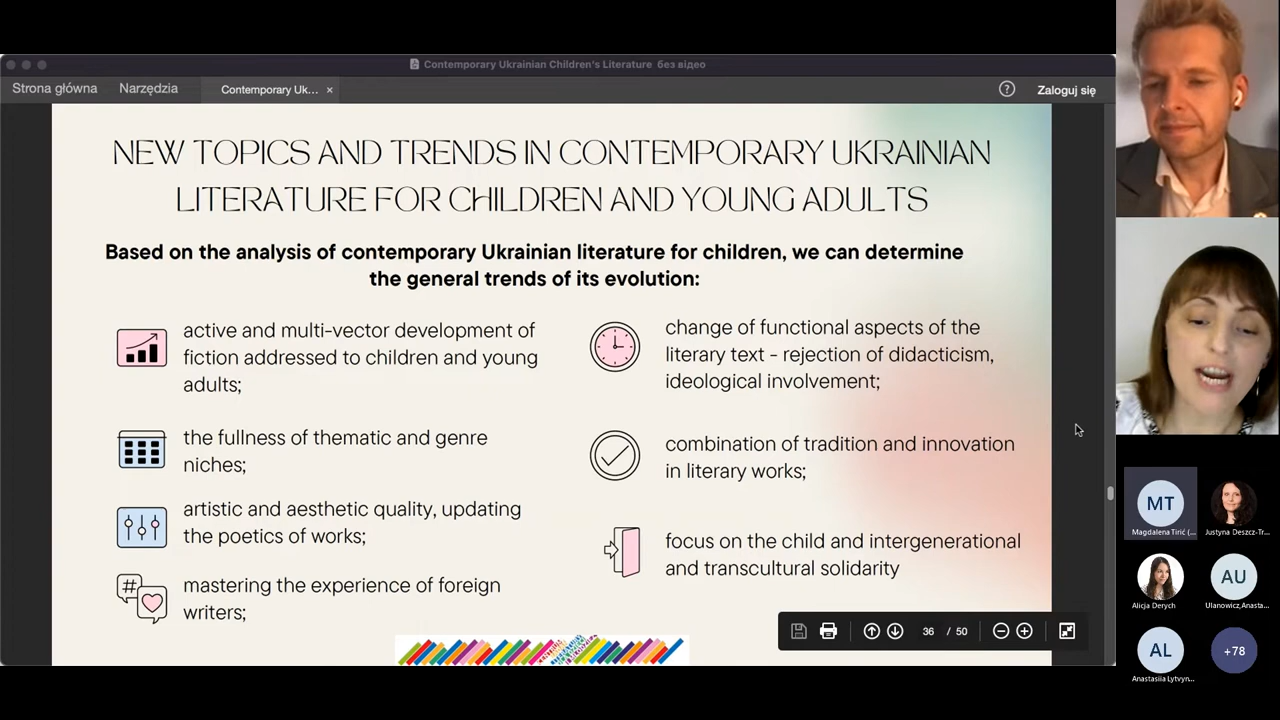 Contemporary Ukrainian Children's Literature без відео
Strona główna
Narzędzia
Contemporary Uk...
Zaloguj się
NEW TOPICS AND TRENDS IN CONTEMPORARY UKRAINIAN
LITERATURE FOR CHILDREN AND YOUNG ADULTS
Based on the analysis of contemporary Ukrainian literature for children, we can determine
the general trends of its evolution:
active and multi-vector development of
fiction addressed to children and young
adults;
the fullness of thematic and genre
niches;
artistic and aesthetic quality, updating
the poetics of works;
mastering the experience of foreign
writers;
change of functional aspects of the
literary text - rejection of didacticism,
ideological involvement;
combination of tradition and innovation
in literary works;
focus on the child and intergenerational
and transcultural solidarity
36 / 50
MT
Magdalena Tirić (...
Justyna Deszcz-Tr...
Alicja Derych
AU
Ulanowicz,Anasta...
AL
Anastasiia Lytvyn...
+78